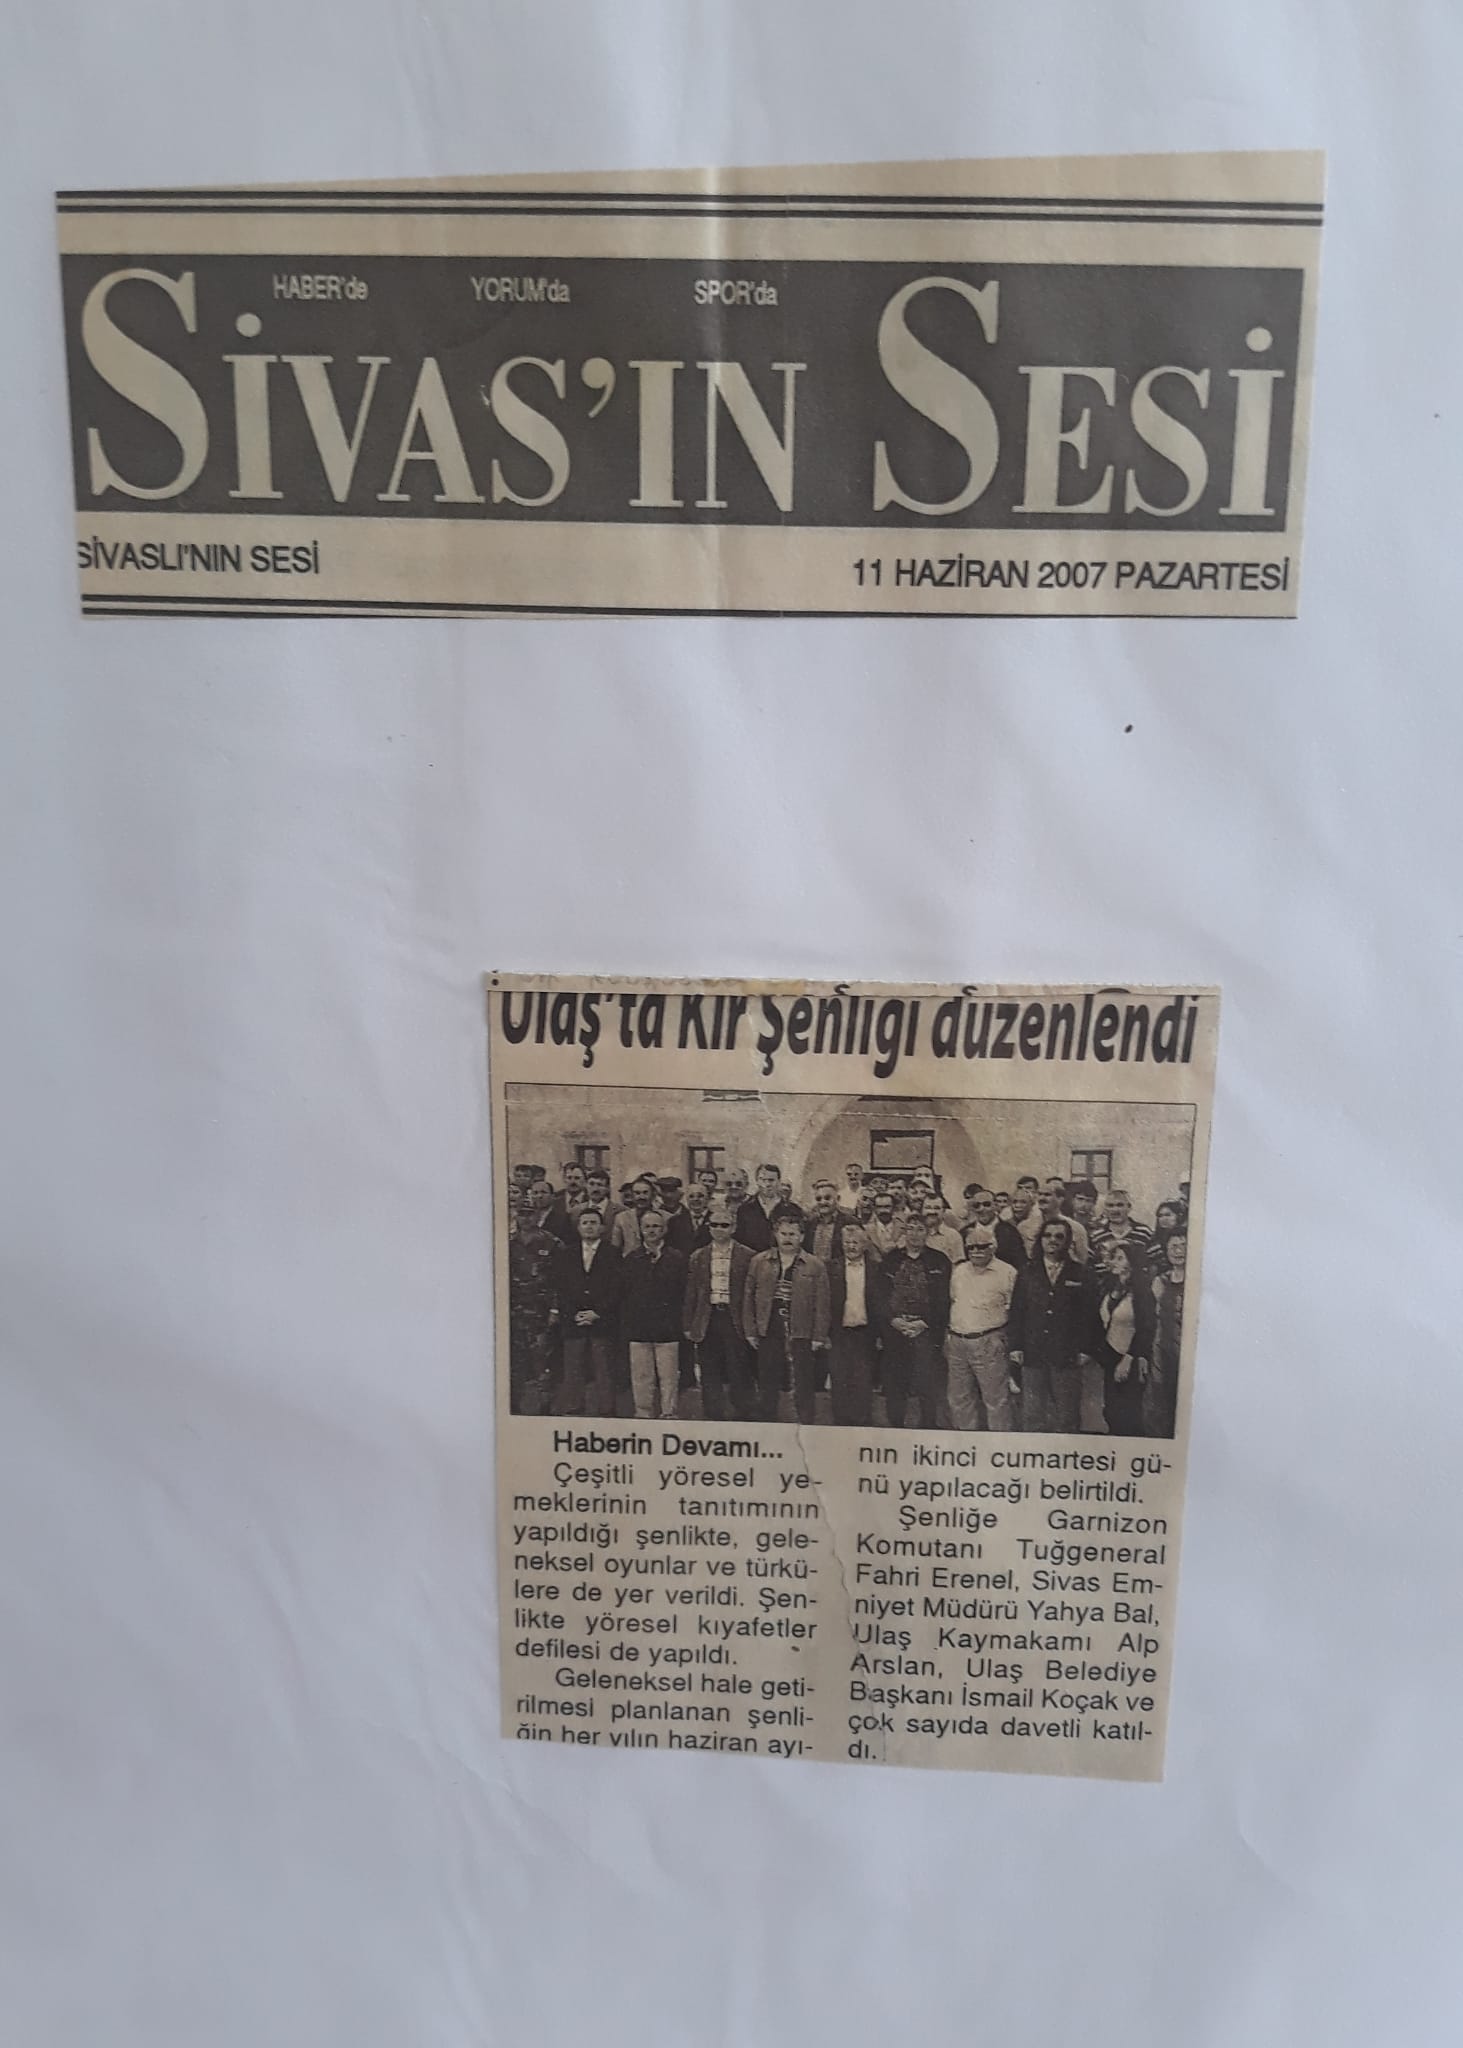 HABER'de YORUM'da SPOR'da
SİVAS'IN SESİ
SİVASLI'NIN SESİ 11 HAZİRAN 2007 PAZARTESİ
Ulaş'ta Kır Şenliği düzenlendi
Haberin Devamı...
Çeşitli yöresel ye-
meklerinin tanıtımının
yapıldığı şenlikte, gele-
neksel oyunlar ve türkü-
lere de yer verildi. Şen-
likte yöresel kıyafetler
defilesi de yapıldı.
Geleneksel hale geti-
rilmesi planlanan şenli-
ğin her yılın haziran ayı-
nın ikinci cumartesi gü-
nü yapılacağı belirtildi.
Şenliğe Garnizon
Komutanı Tuğgeneral
Fahri Erenel, Sivas Em-
niyet Müdürü Yahya Bal,
Ulaş Kaymakamı Alp
Arslan, Ulaş Belediye
Başkanı İsmail Koçak ve
çok sayıda davetli katıl-
dı.